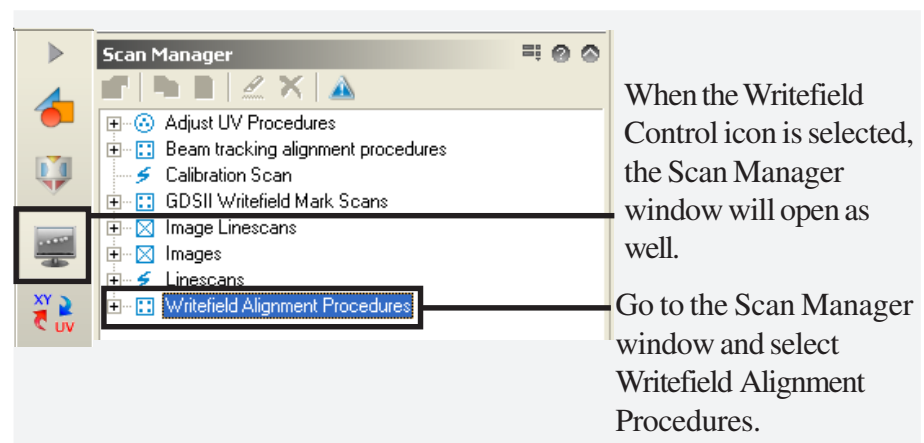 Scan Manager
Adjust UV Procedures
Beam tracking alignment procedures
Calibration Scan
GDSII Writefield Mark Scans
Image Linescans
Images
Linescans
Writefield Alignment Procedures
XY
UV
When the Writefield
Control icon is selected,
the Scan Manager
window will open as
well.
Go to the Scan Manager
window and select
Writefield Alignment
Procedures.